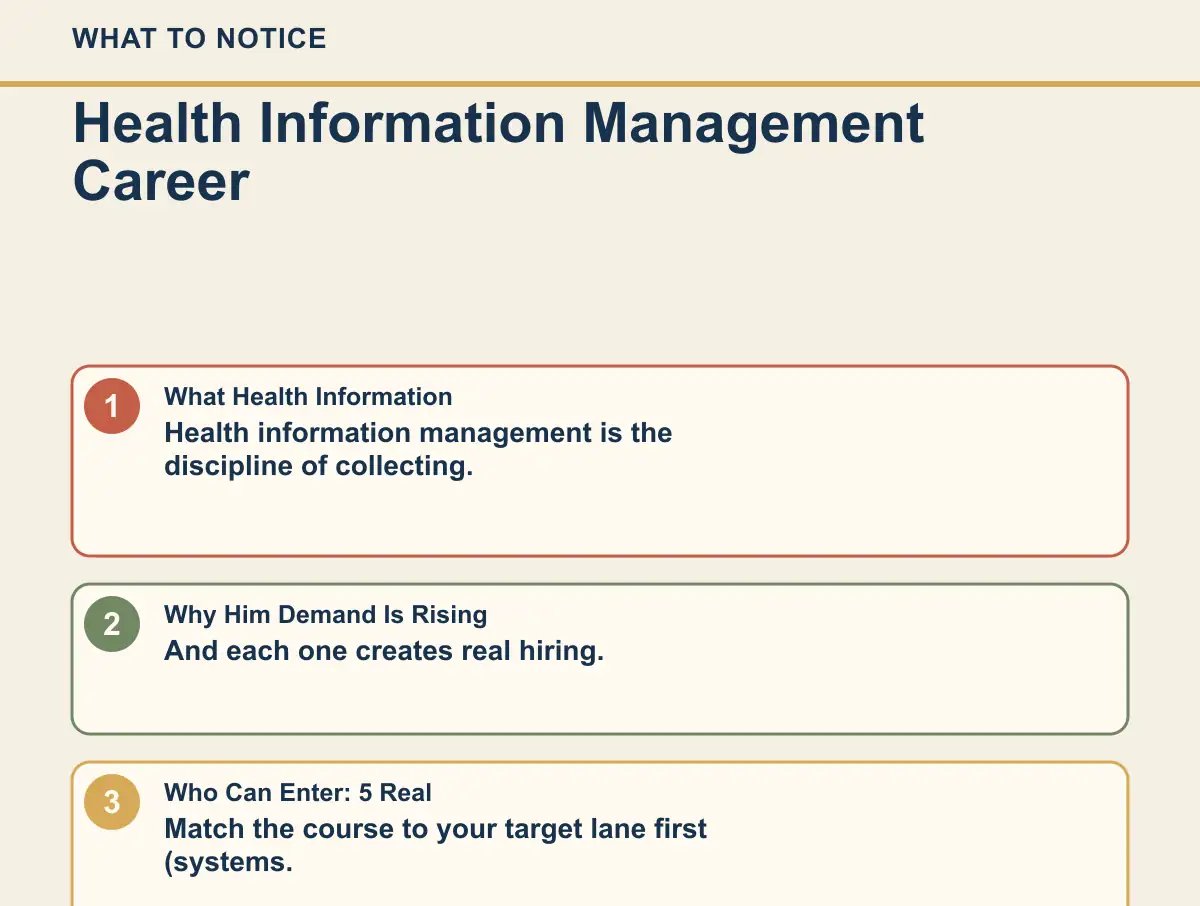 WHAT TO NOTICE
Health Information Management
Career
1
What Health Information
Health information management is the
discipline of collecting.
2
Why Him Demand Is Rising
And each one creates real hiring.
3
Who Can Enter: 5 Real
Match the course to your target lane first
(systems.